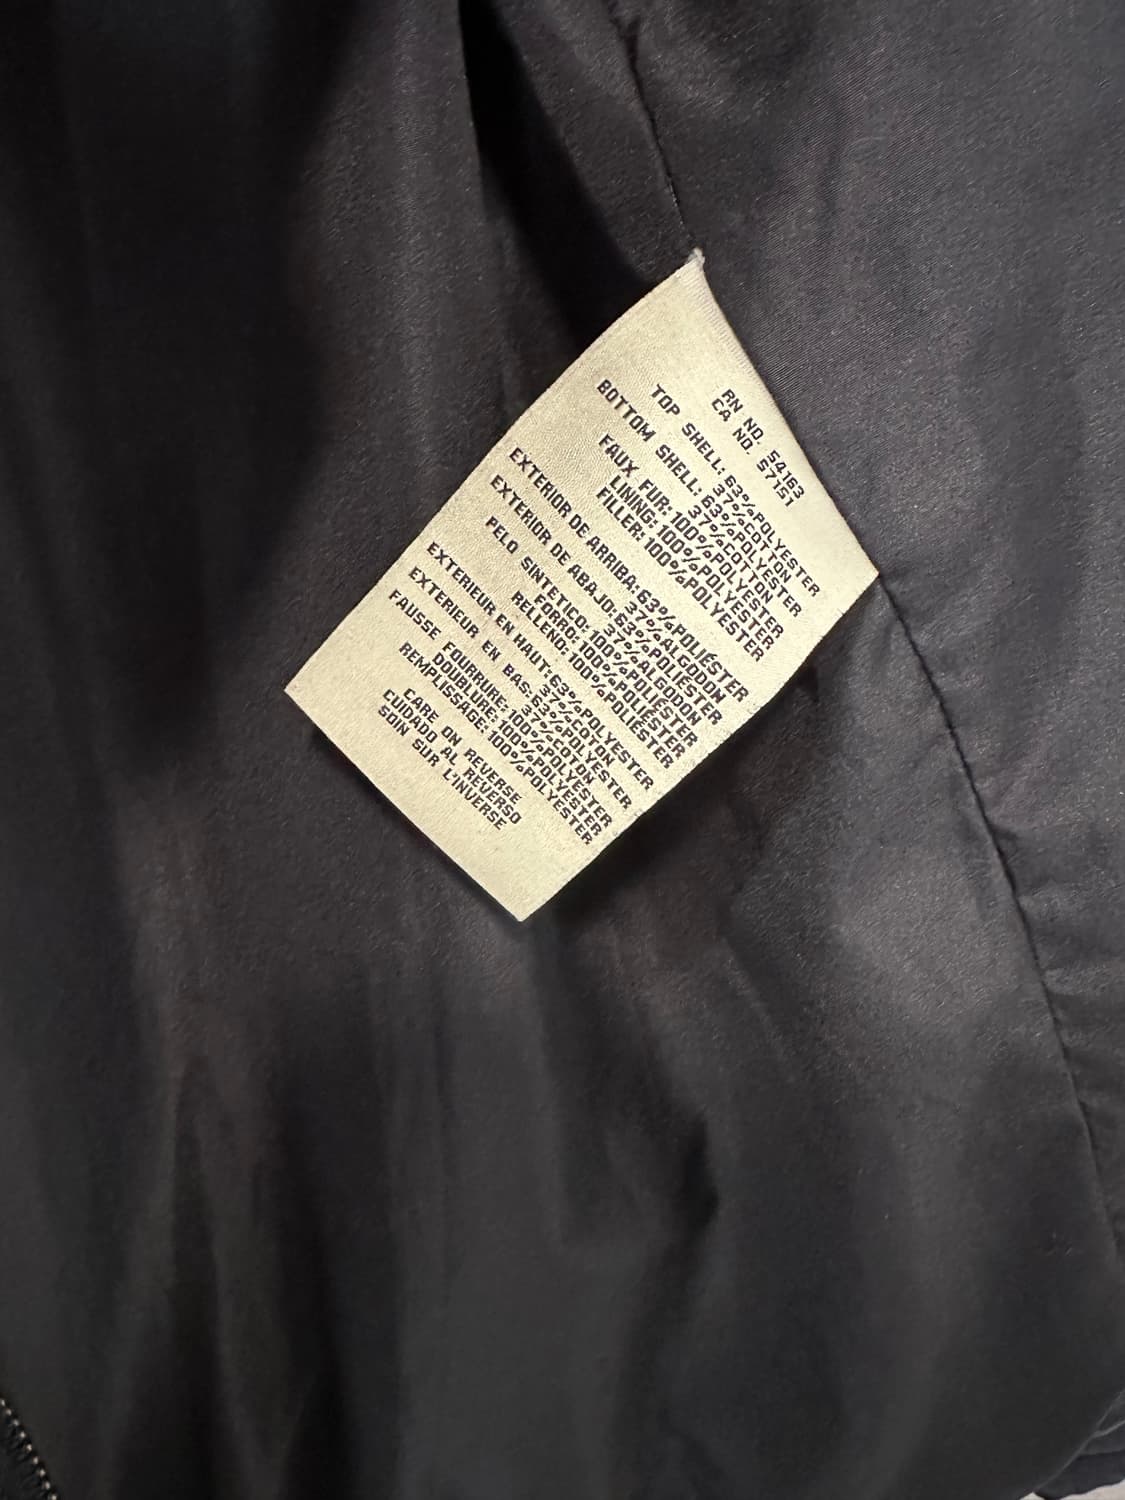 RN NO. 54163
CA NO. 57151
TOP SHELL: 63%POLYESTER
37%COTTON
BOTTOM SHELL: 63%POLYESTER
37%COTTON
FAUX FUR: 100%POLYESTER
LINING: 100%POLYESTER
FILLER: 100%POLYESTER
EXTERIOR DE ARRIBA: 63%POLIÉSTER
37%ALGODON
EXTERIOR DE ABAJO: 63%POLIÉSTER
37%ALGODON
PELO SINTETICO: 100%POLIÉSTER
FORRO: 100%POLIÉSTER
RELLENO: 100%POLIÉSTER
EXTERIEUR EN HAUT: 63%POLYESTER
37%COTON
EXTERIEUR EN BAS: 63%POLYESTER
37%COTON
FAUSSE FOURRURE: 100%POLYESTER
DOUBLURE: 100%POLYESTER
REMPLISSAGE: 100%POLYESTER
CARE ON REVERSE
CUIDADO AL REVERSO
SOIN SUR L'INVERSE